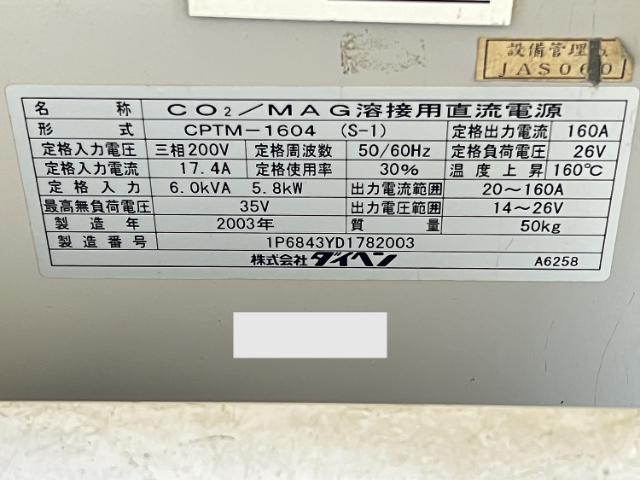 設備管理
JAS060
名称 CO₂/MAG溶接用直流電源
形式 CPTM-1604 (S-1) 定格出力電流 160A
定格入力電圧 三相200V 定格周波数 50/60Hz 定格負荷電圧 26V
定格入力電流 17.4A 定格使用率 30% 温度上昇 160℃
定格入力 6.0kVA 5.8kW 出力電流範囲 20～160A
最高無負荷電圧 35V 出力電圧範囲 14～26V
製造年 2003年 質量 50kg
製造番号 1P6843YD1782003
株式会社ダイヘン A6258